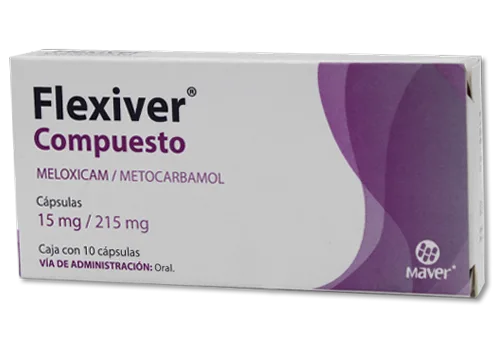 Flexiver®
Compuesto
MELOXICAM / METOCARBAMOL
Cápsulas
15 mg / 215 mg
Caja con 10 cápsulas
VÍA DE ADMINISTRACIÓN: Oral.
Maver®